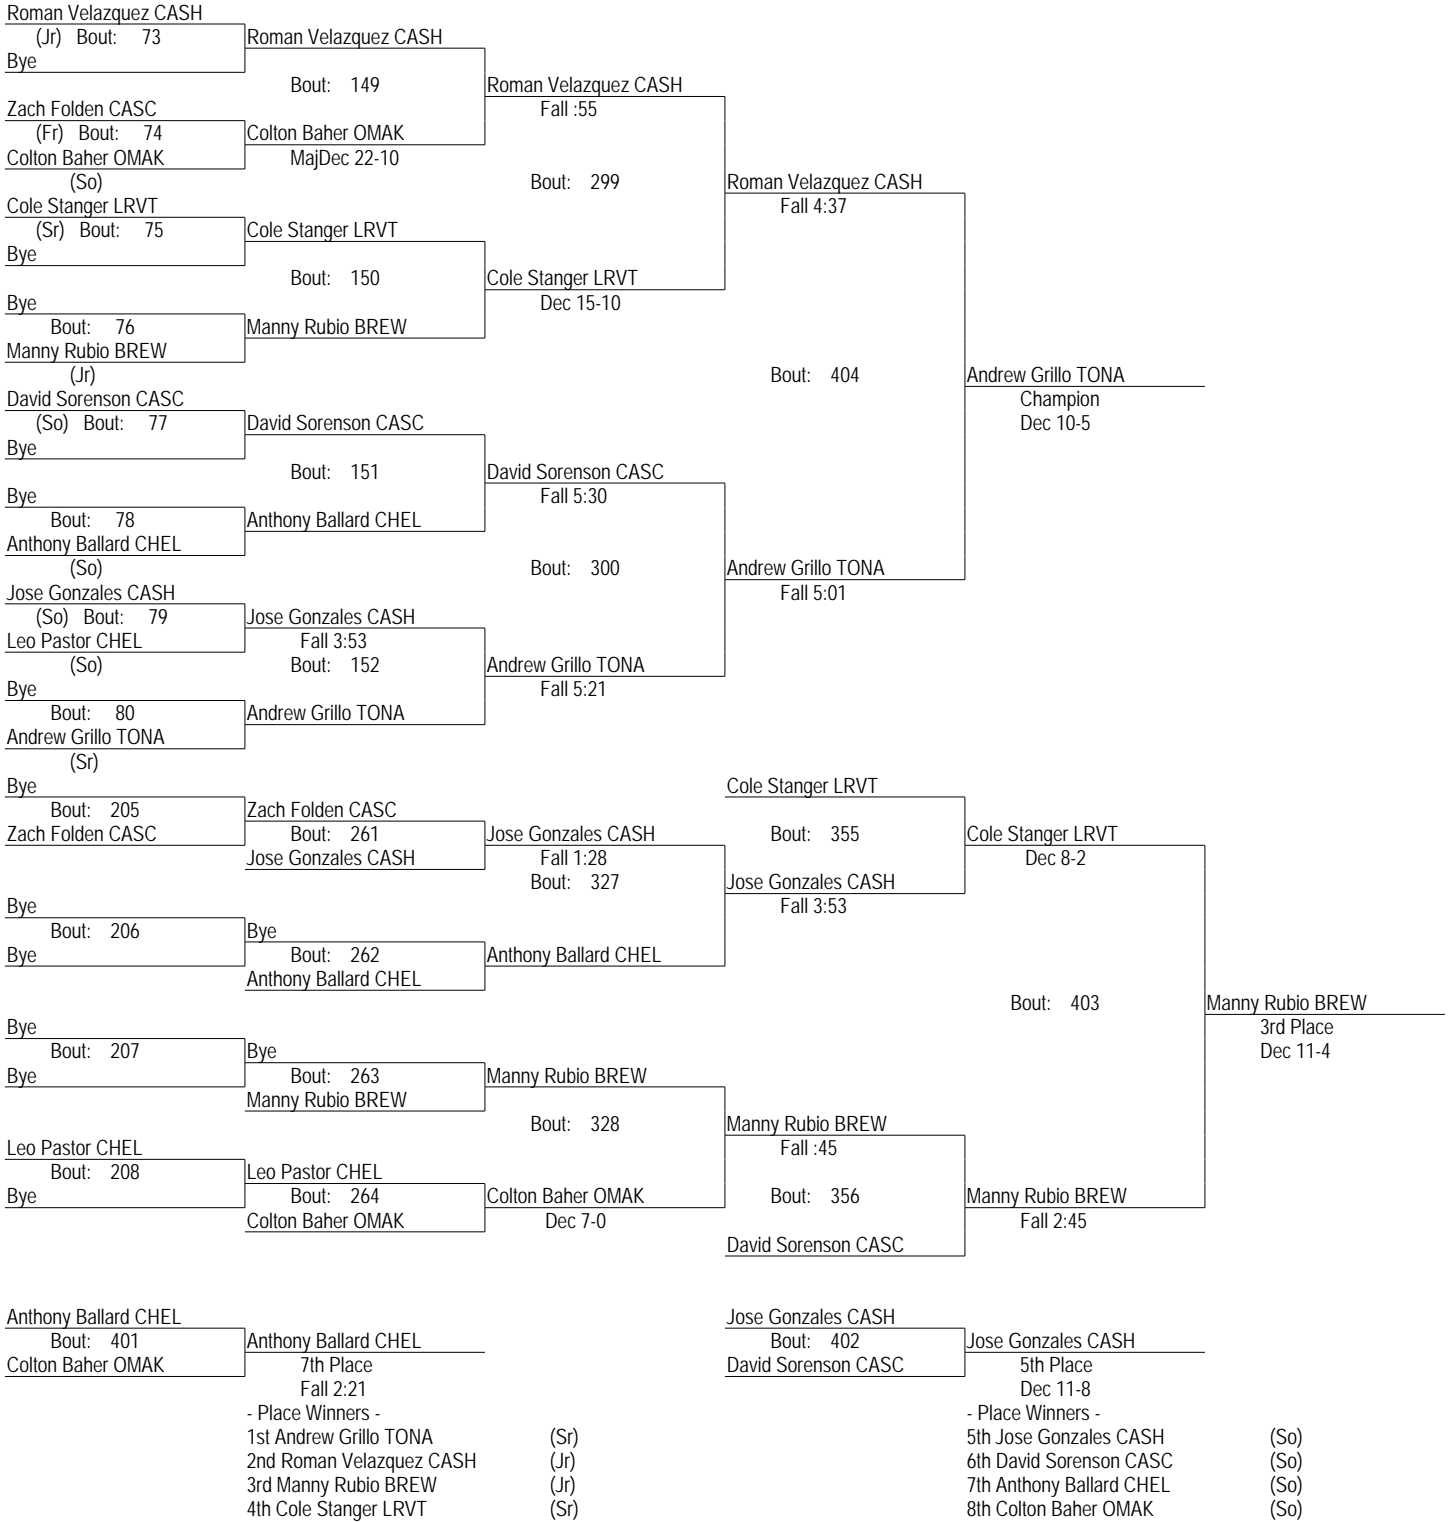 Roman Velazquez CASH
(Jr) Bout: 73 Roman Velazquez CASH
Bye
Bout: 149 Roman Velazquez CASH
Zach Folden CASC Fall :55
(Fr) Bout: 74 Colton Baher OMAK
Colton Baher OMAK MajDec 22-10
(So) Bout: 299 Roman Velazquez CASH
Cole Stanger LRVT Fall 4:37
(Sr) Bout: 75 Cole Stanger LRVT
Bye
Bout: 150 Cole Stanger LRVT
Bye Dec 15-10
Bout: 76 Manny Rubio BREW
Manny Rubio BREW
(Jr) Bout: 404 Andrew Grillo TONA
David Sorenson CASC Champion
(So) Bout: 77 David Sorenson CASC Dec 10-5
Bye
Bout: 151 David Sorenson CASC
Bye Fall 5:30
Bout: 78 Anthony Ballard CHEL
Anthony Ballard CHEL
(So) Bout: 300 Andrew Grillo TONA
Jose Gonzales CASH Fall 5:01
(So) Bout: 79 Jose Gonzales CASH
Leo Pastor CHEL Fall 3:53
(So) Bout: 152 Andrew Grillo TONA
Bye Fall 5:21
Bout: 80 Andrew Grillo TONA
Andrew Grillo TONA
(Sr)
Bye Cole Stanger LRVT
Bout: 205 Zach Folden CASC
Zach Folden CASC Bout: 261 Jose Gonzales CASH Bout: 355 Cole Stanger LRVT
Jose Gonzales CASH Fall 1:28 Dec 8-2
Bout: 327 Jose Gonzales CASH
Bye Fall 3:53
Bout: 206 Bye
Bye Bout: 262 Anthony Ballard CHEL
Anthony Ballard CHEL
Bout: 403 Manny Rubio BREW
Bye 3rd Place
Bout: 207 Bye Dec 11-4
Bye Bout: 263 Manny Rubio BREW
Manny Rubio BREW
Bout: 328 Manny Rubio BREW
Leo Pastor CHEL Fall :45
Bout: 208 Leo Pastor CHEL
Bye Bout: 264 Colton Baher OMAK Bout: 356 Manny Rubio BREW
Colton Baher OMAK Dec 7-0 Fall 2:45
David Sorenson CASC
Anthony Ballard CHEL Jose Gonzales CASH
Bout: 401 Anthony Ballard CHEL Bout: 402 Jose Gonzales CASH
Colton Baher OMAK 7th Place David Sorenson CASC 5th Place
Fall 2:21 Dec 11-8
- Place Winners - - Place Winners -
1st Andrew Grillo TONA (Sr) 5th Jose Gonzales CASH (So)
2nd Roman Velazquez CASH (Jr) 6th David Sorenson CASC (So)
3rd Manny Rubio BREW (Jr) 7th Anthony Ballard CHEL (So)
4th Cole Stanger LRVT (Sr) 8th Colton Baher OMAK (So)